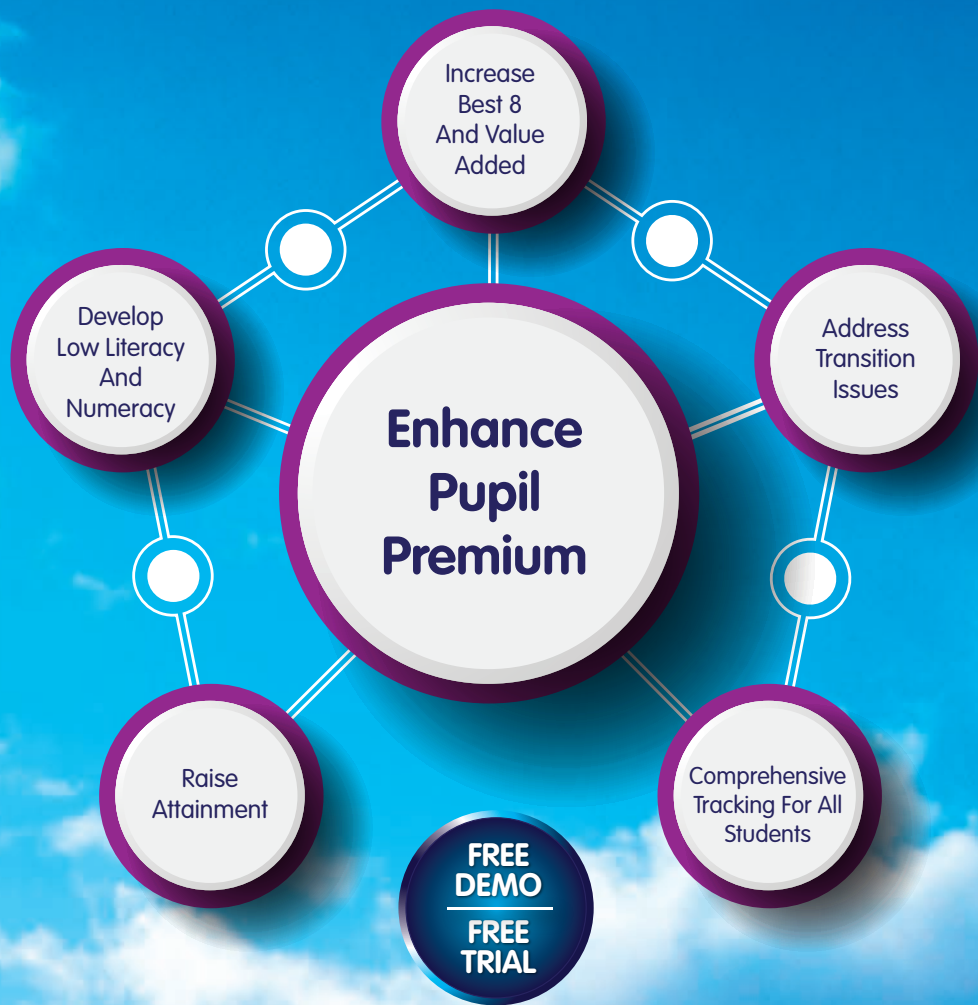 Increase
Best 8
And Value
Added
Develop
Low Literacy
And
Numeracy
Address
Transition
Issues
Enhance
Pupil
Premium
Raise
Attainment
Comprehensive
Tracking For All
Students
FREE
DEMO
FREE
TRIAL